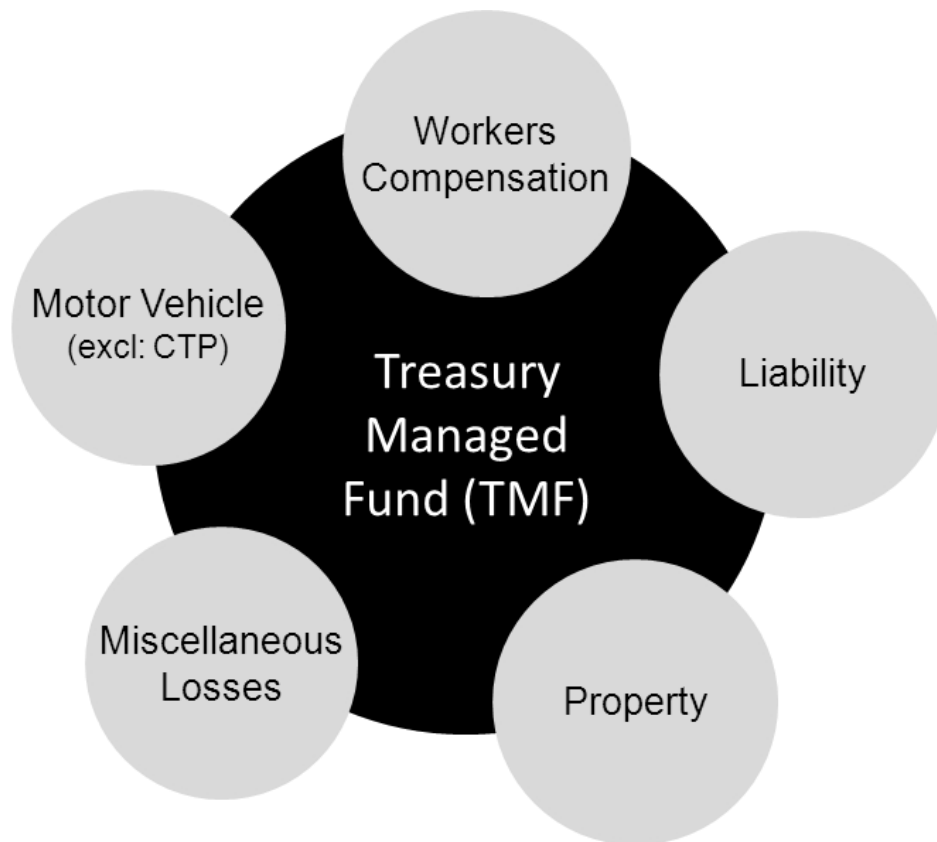 Workers
Compensation
Motor Vehicle
(excl: CTP)
Liability
Treasury
Managed
Fund (TMF)
Miscellaneous
Losses
Property